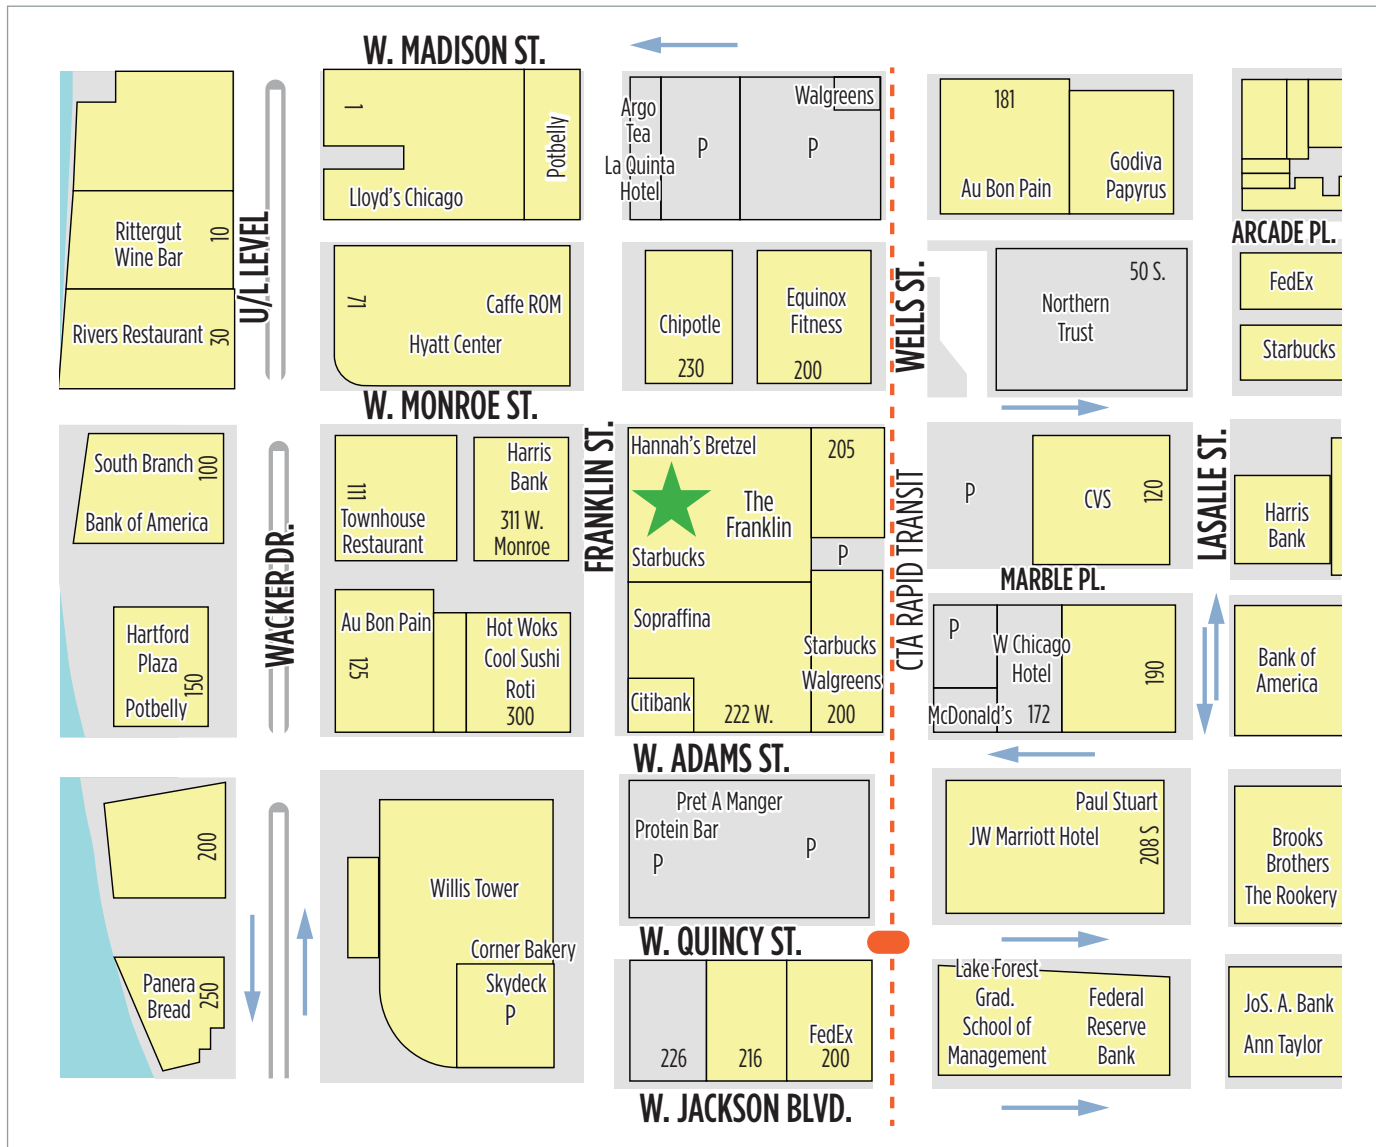 W. MADISON ST.
1
Potbelly
Lloyd's Chicago
Argo
Tea
La Quinta
Hotel
P
P
Walgreens
181
Au Bon Pain
Godiva
Papyrus
Rittergut
Wine Bar
10
Rivers Restaurant
30
U/L LEVEL
71
Caffe ROM
Hyatt Center
Chipotle
230
Equinox
Fitness
200
WELLS ST.
50 S.
Northern
Trust
ARCADE PL.
FedEx
Starbucks
W. MONROE ST.
South Branch
100
Bank of America
111
Townhouse
Restaurant
Harris
Bank
311 W.
Monroe
FRANKLIN ST.
Hannah's Bretzel
The
Franklin
Starbucks
205
P
CTA RAPID TRANSIT
P
CVS
120
LASALLE ST.
Harris
Bank
MARBLE PL.
WACKER DR.
Hartford
Plaza
150
Potbelly
Au Bon Pain
125
Hot Woks
Cool Sushi
Roti
300
Sopraffina
Citibank
222 W.
Starbucks
Walgreens
200
P
McDonald's
W Chicago
Hotel
172
190
Bank of
America
W. ADAMS ST.
200
Willis Tower
Corner Bakery
Skydeck
P
Pret A Manger
Protein Bar
P
P
Paul Stuart
JW Marriott Hotel
208 S
Brooks
Brothers
The Rookery
W. QUINCY ST.
Panera
Bread
250
226
216
FedEx
200
Lake Forest
Grad.
School of
Management
Federal
Reserve
Bank
JoS. A. Bank
Ann Taylor
W. JACKSON BLVD.